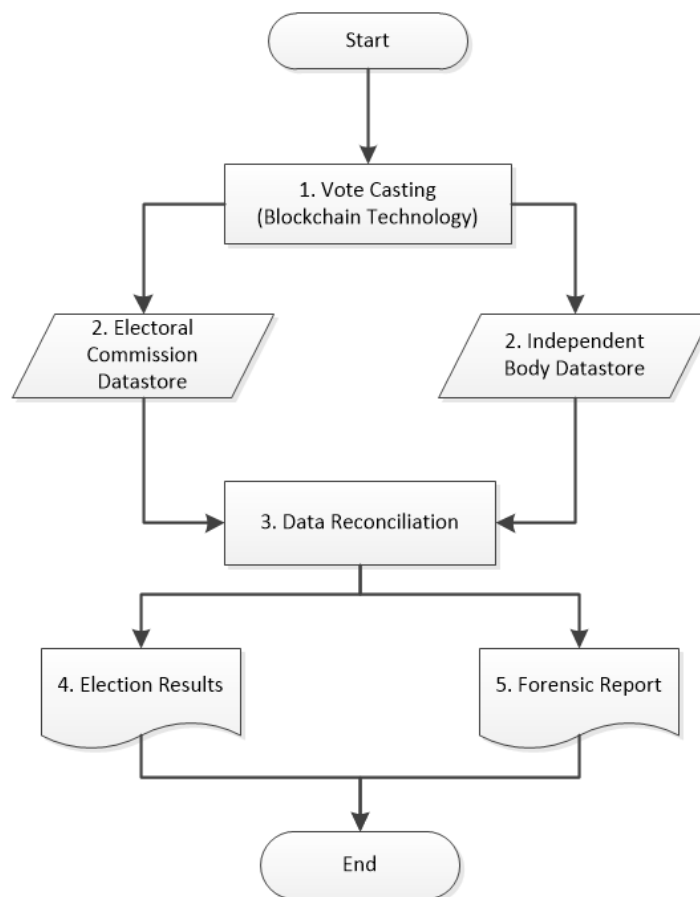 Start
1. Vote Casting
(Blockchain Technology)
2. Electoral
Commission
Datastore
2. Independent
Body Datastore
3. Data Reconciliation
4. Election Results
5. Forensic Report
End